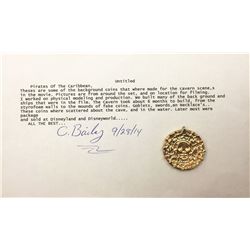 Untitled
Pirates Of The Caribbean,
Theses are some of the background coins that where made for the cavern scene,s
in the movie. Pictures are from around the set, and on location for filming.
I worked on physical modeling and production. We built many of the back ground and
ships that were in the film. The Cavern took about 6 months to build, from the
styrofoam walls to the mounds of fake coins. Goblets, swords, an Necklace's..
These coins where scattered about the cave, and in the water. Later most were
package
and sold at Disneyland and Disneyworld.....
ALL THE BEST...
C. Bailey 9/29/14